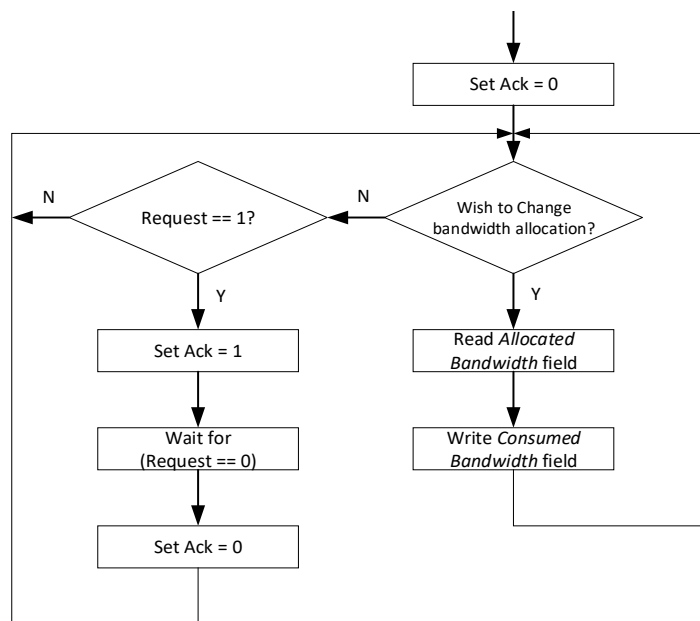 Set Ack = 0
N
N
Request == 1?
Wish to Change
bandwidth allocation?
Y
Y
Set Ack = 1
Read Allocated
Bandwidth field
Wait for
(Request == 0)
Write Consumed
Bandwidth field
Set Ack = 0